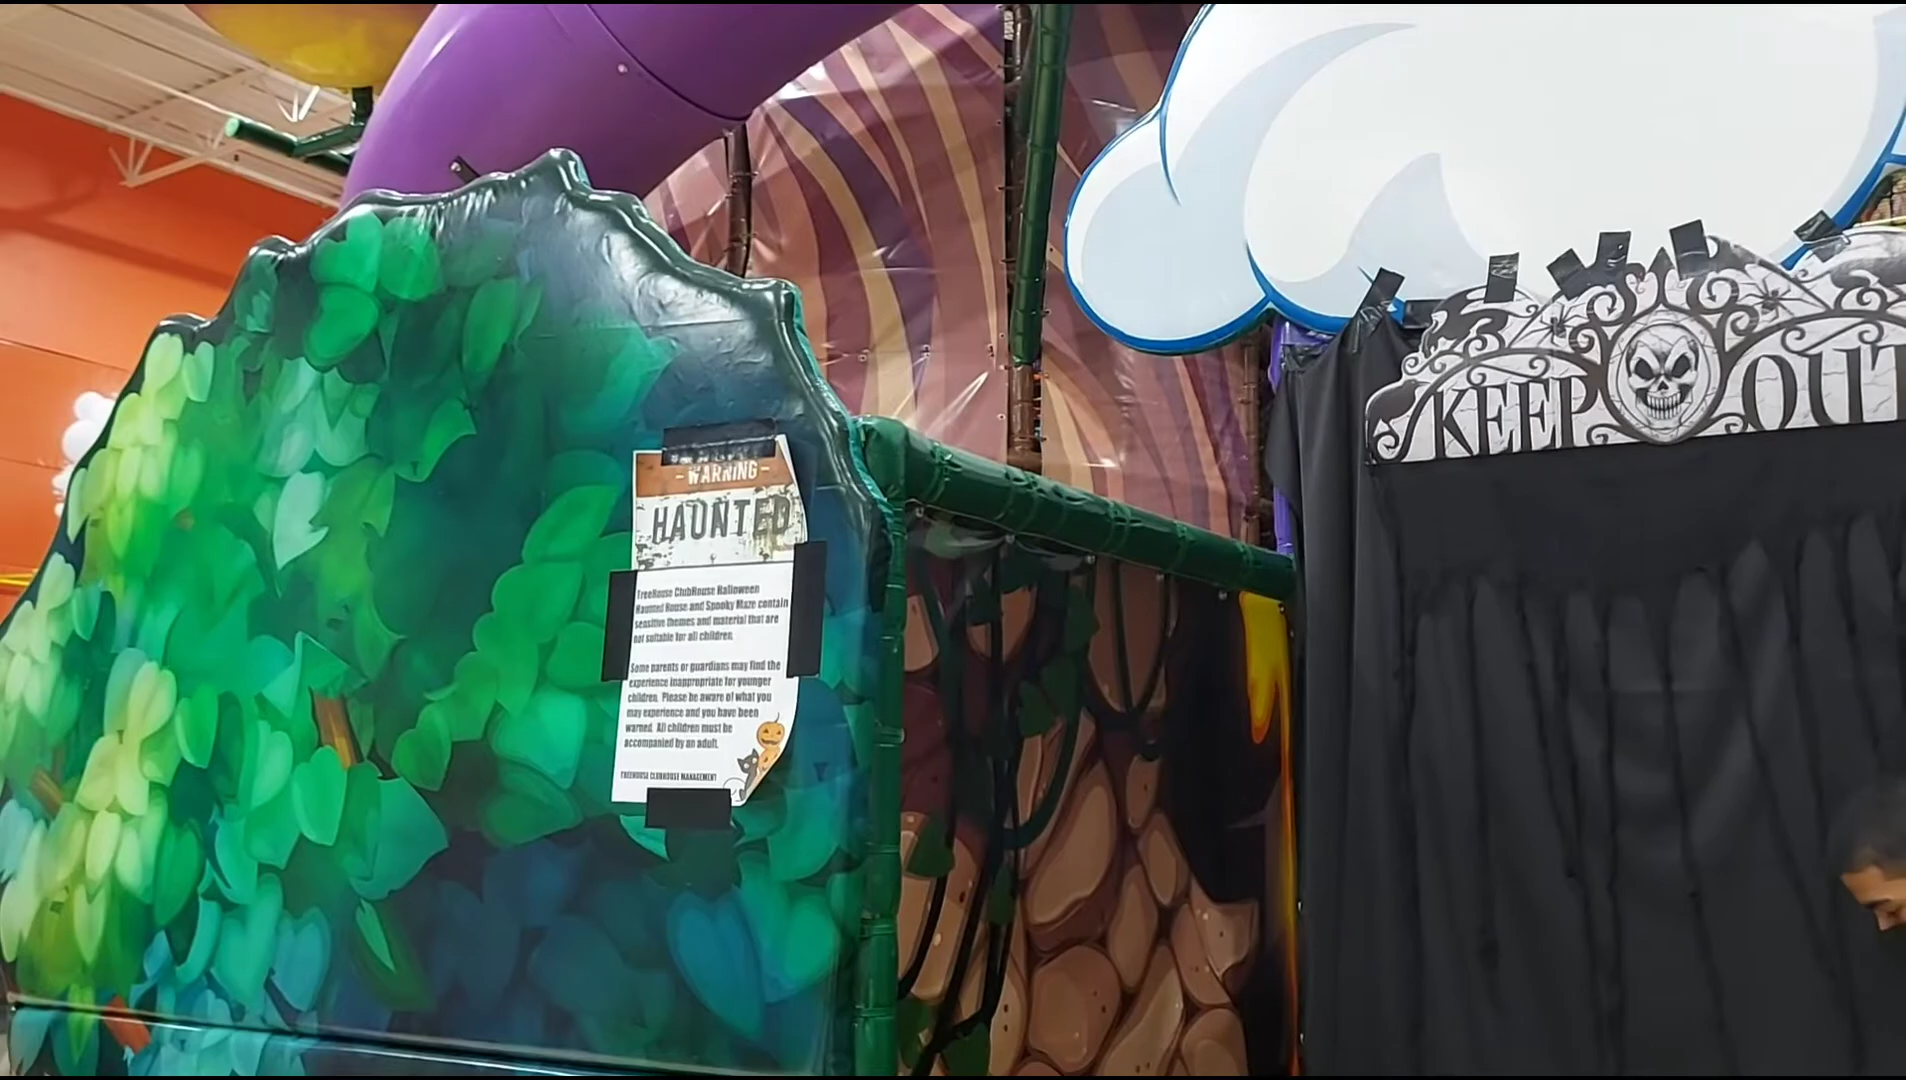 - WARNING -
HAUNTED
TreeHouse ClubHouse Halloween
Haunted House and Spooky Maze contain
sensitive themes and material that are
not suitable for all children.
Some parents or guardians may find the
experience inappropriate for younger
children. Please be aware of what you
may experience and you have been
warned. All children must be
accompanied by an adult.
TREEHOUSE CLUBHOUSE MANAGEMENT
KEEP OUT